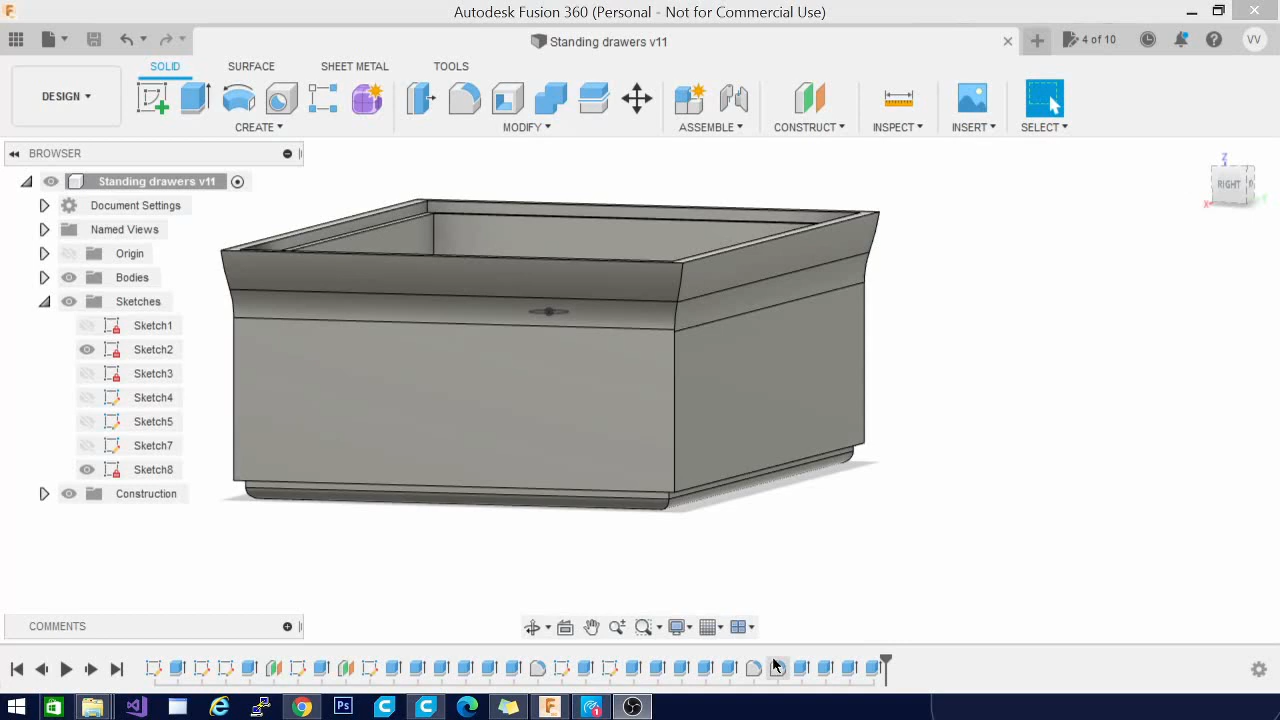 Autodesk Fusion 360 (Personal - Not for Commercial Use)
Standing drawers v11
4 of 10
VV
SOLID SURFACE SHEET METAL TOOLS
DESIGN
CREATE MODIFY ASSEMBLE CONSTRUCT INSPECT INSERT SELECT
BROWSER
Standing drawers v11
Document Settings
Named Views
Origin
Bodies
Sketches
Sketch1
Sketch2
Sketch3
Sketch4
Sketch5
Sketch7
Sketch8
Construction
Z
RIGHT
X
COMMENTS
Ps
1